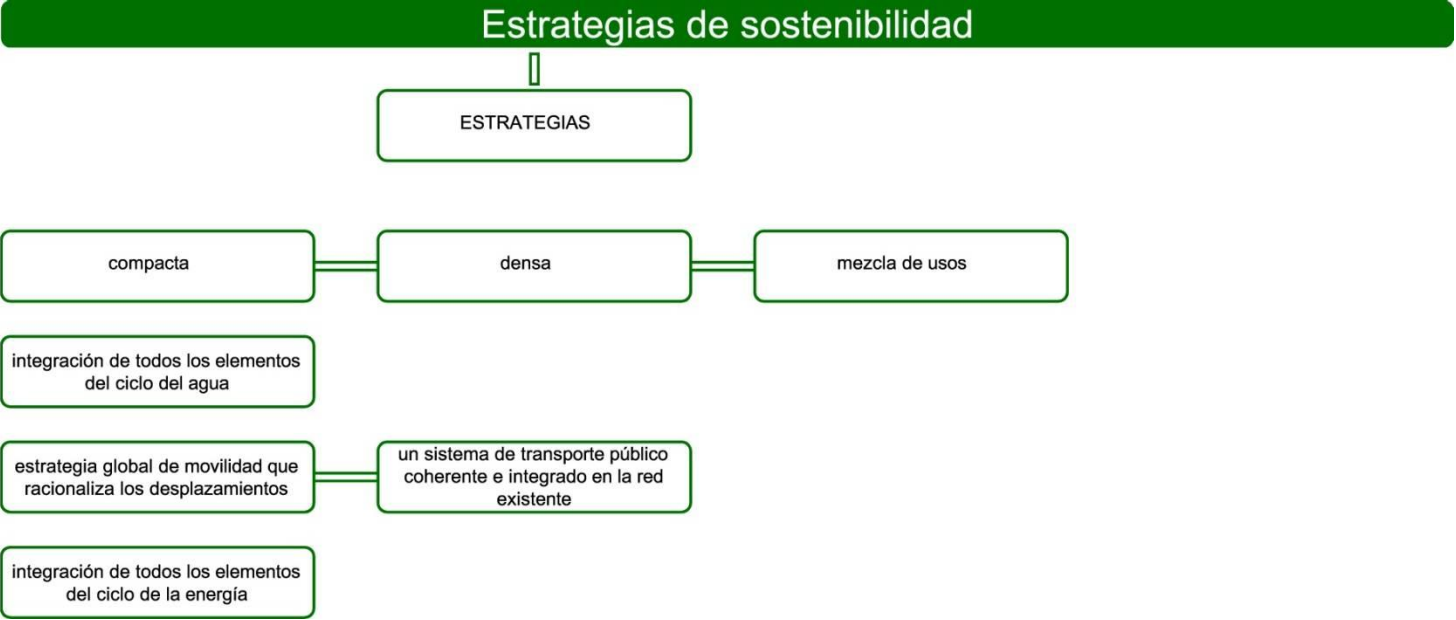 Estrategias de sostenibilidad
ESTRATEGIAS
compacta
densa
mezcla de usos
integración de todos los elementos
del ciclo del agua
estrategia global de movilidad que
racionaliza los desplazamientos
un sistema de transporte público
coherente e integrado en la red
existente
integración de todos los elementos
del ciclo de la energía